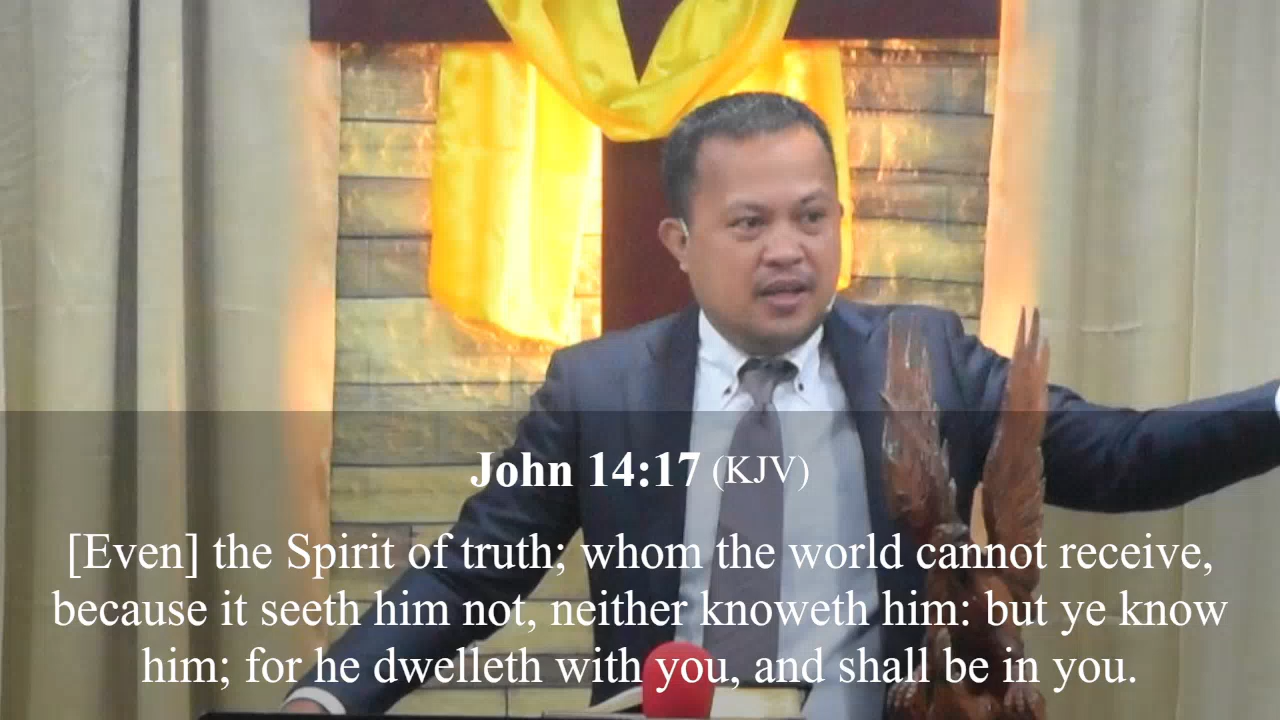 John 14:17 (KJV)
[Even] the Spirit of truth; whom the world cannot receive,
because it seeth him not, neither knoweth him: but ye know
him; for he dwelleth with you, and shall be in you.